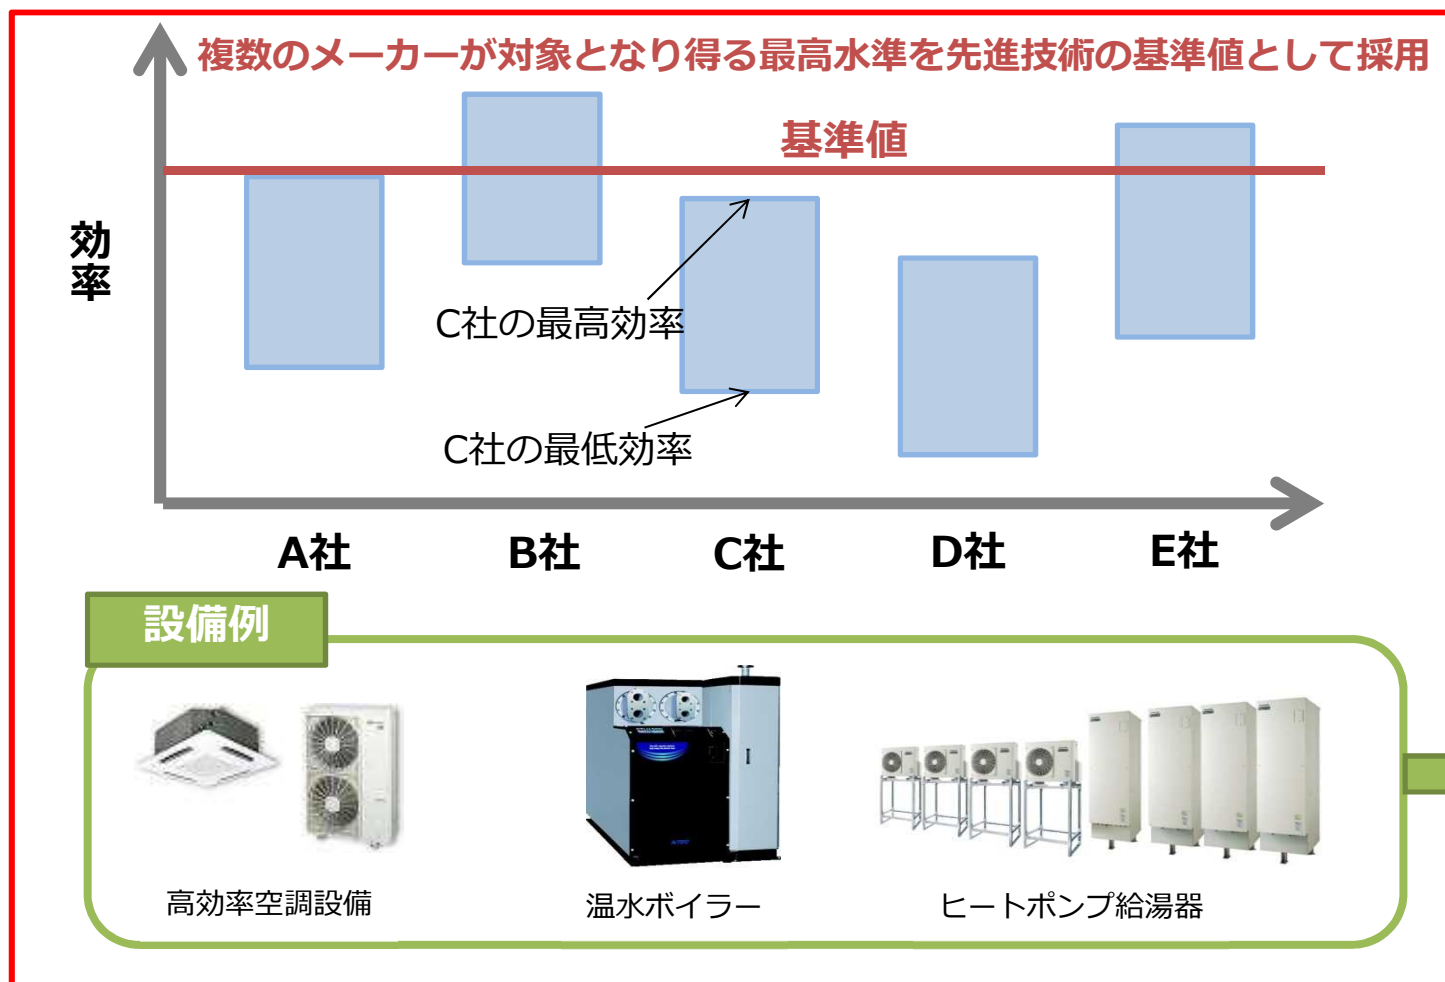 複数のメーカーが対象となり得る最高水準を先進技術の基準値として採用
基準値
効率
C社の最高効率
C社の最低効率
A社
B社
C社
D社
E社
設備例
高効率空調設備
温水ボイラー
ヒートポンプ給湯器